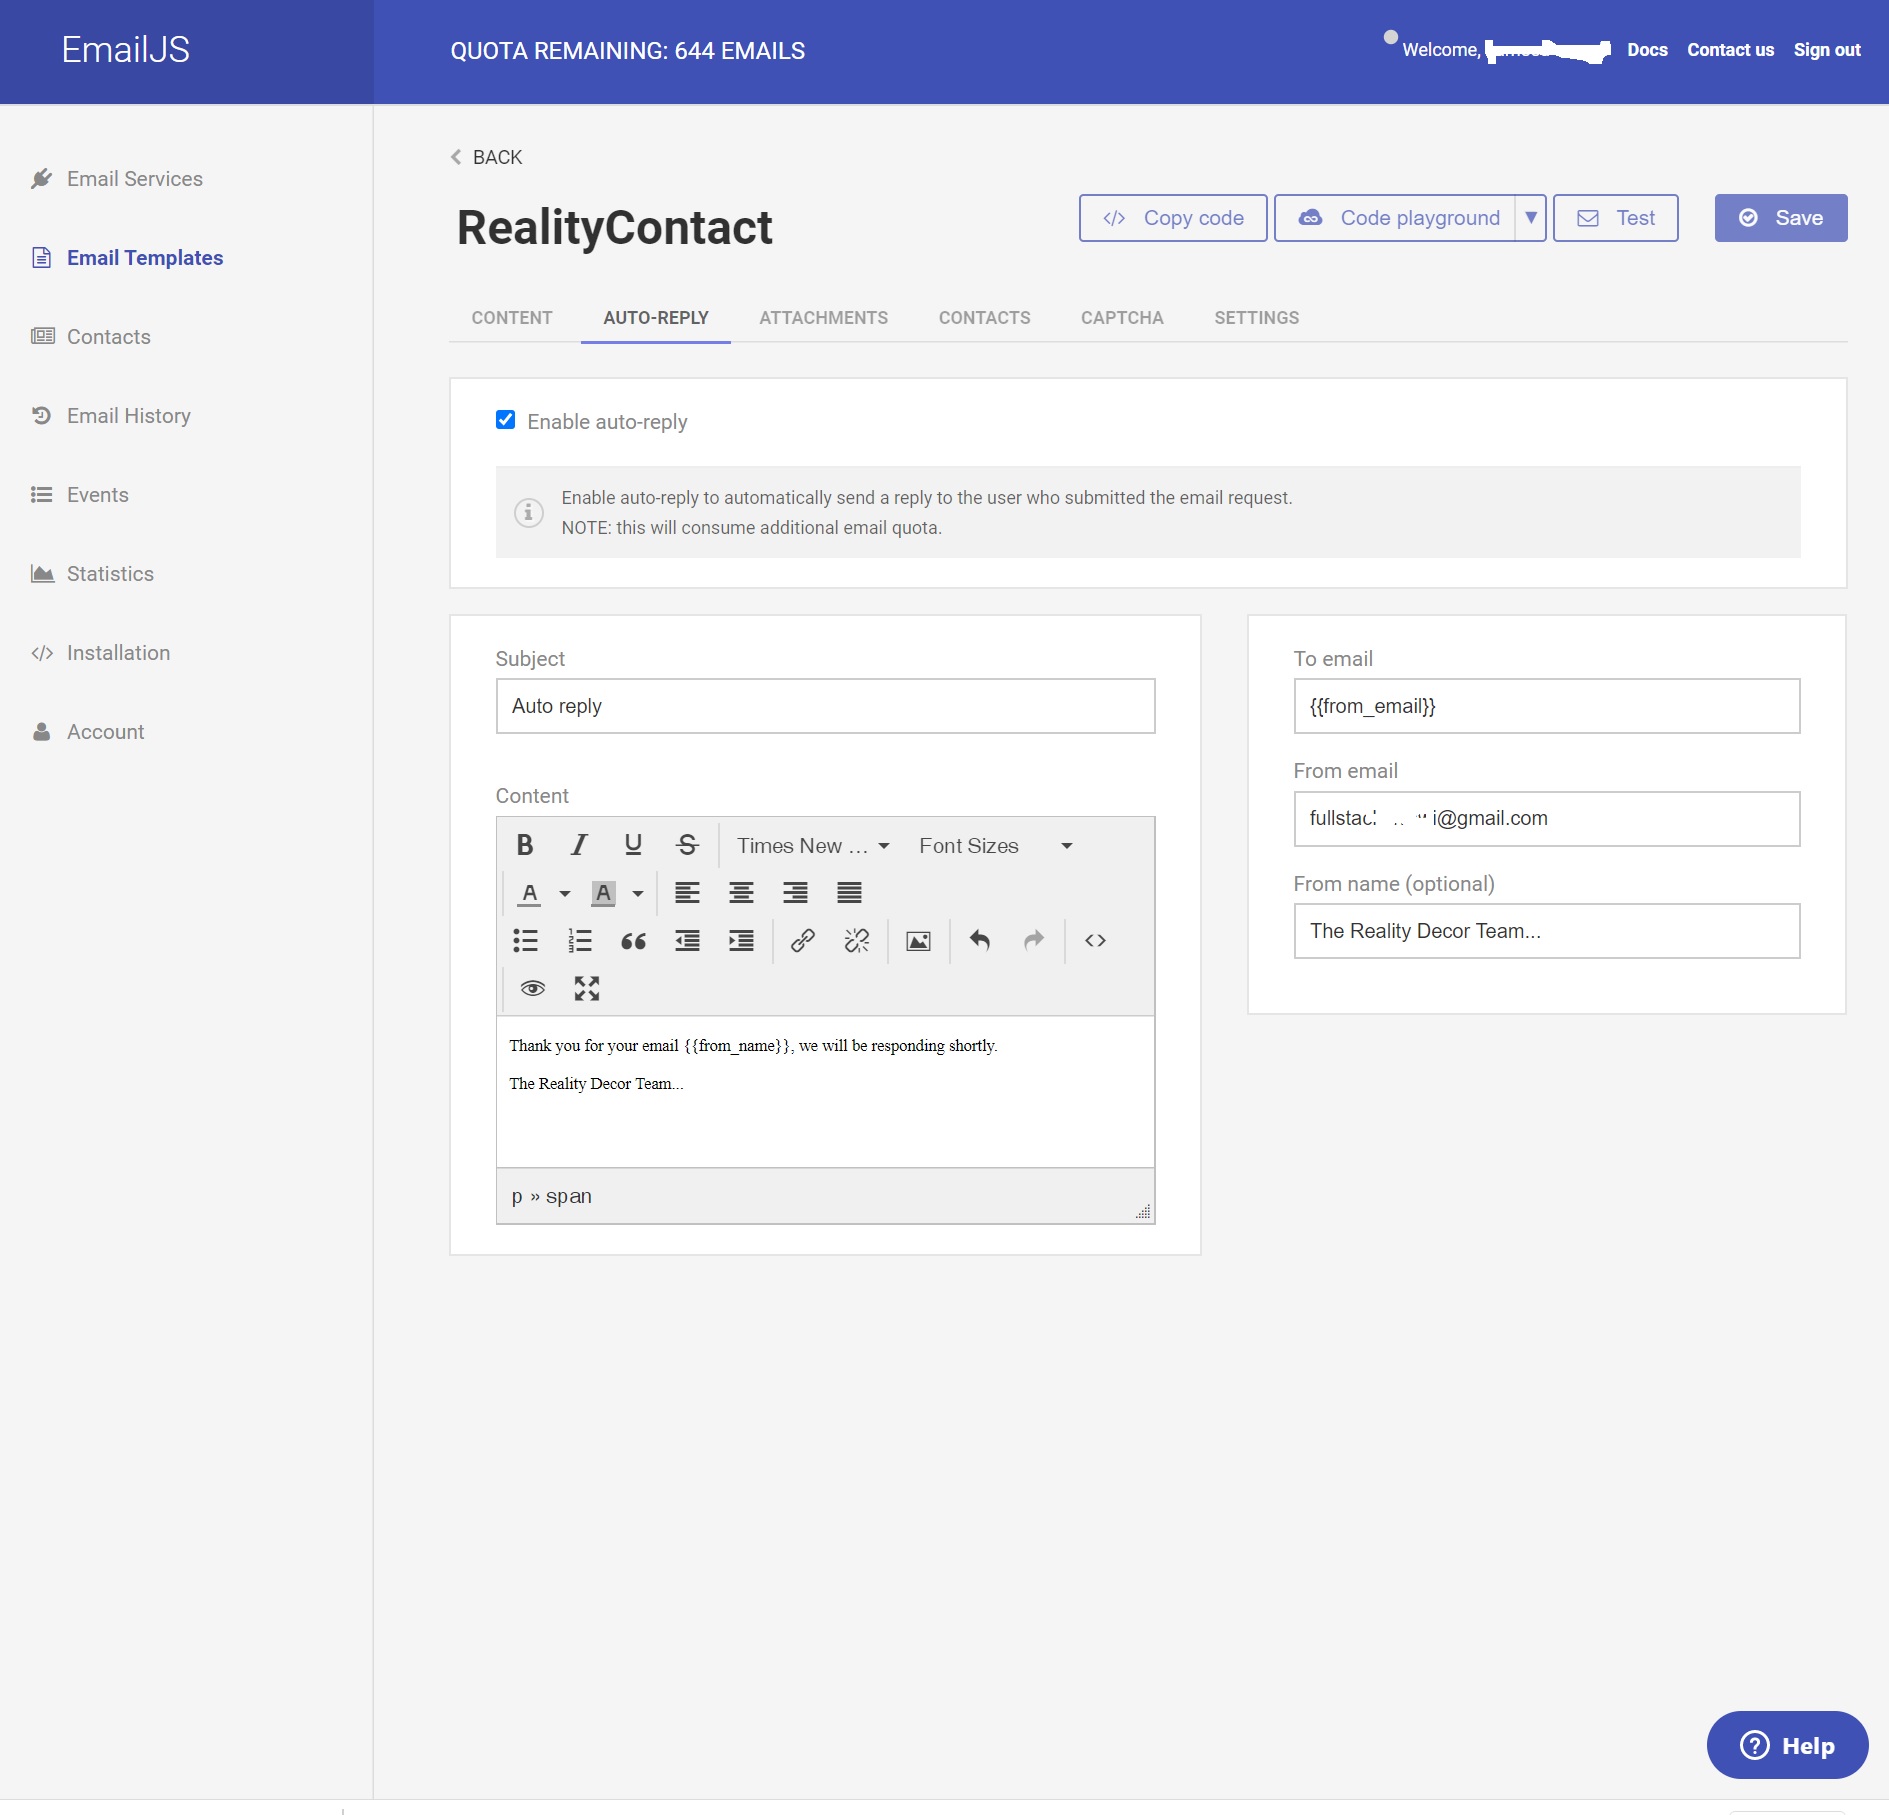 EmailJS
QUOTA REMAINING: 644 EMAILS
Welcome,
Docs
Contact us
Sign out
Email Services
Email Templates
Contacts
Email History
Events
Statistics
Installation
Account
BACK
RealityContact
</> Copy code
Code playground ▼
Test
Save
CONTENT
AUTO-REPLY
ATTACHMENTS
CONTACTS
CAPTCHA
SETTINGS
Enable auto-reply
Enable auto-reply to automatically send a reply to the user who submitted the email request.
NOTE: this will consume additional email quota.
Subject
Auto reply
Content
B I U S Times New ... Font Sizes
A A
<>
Thank you for your email {{from_name}}, we will be responding shortly.
The Reality Decor Team...
p » span
To email
{{from_email}}
From email
i@gmail.com
From name (optional)
The Reality Decor Team...
Help